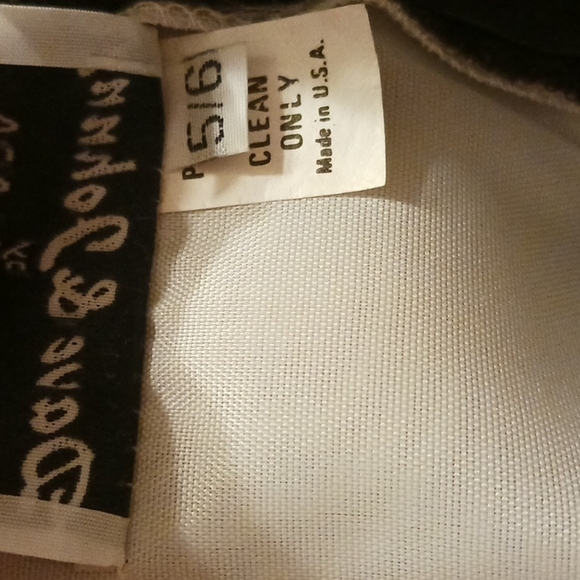 Dave & Johnny
5/6
CLEAN
ONLY
Made in U.S.A.